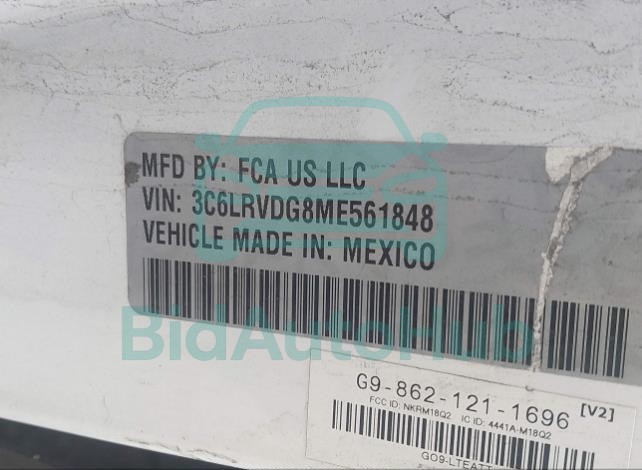 MFD BY: FCA US LLC
VIN: 3C6LRVDG8ME561848
VEHICLE MADE IN: MEXICO
BidAutoHub
G9-862-121-1696 [V2]
FCC ID: NKRM18Q2 IC ID: 4441A-M18Q2